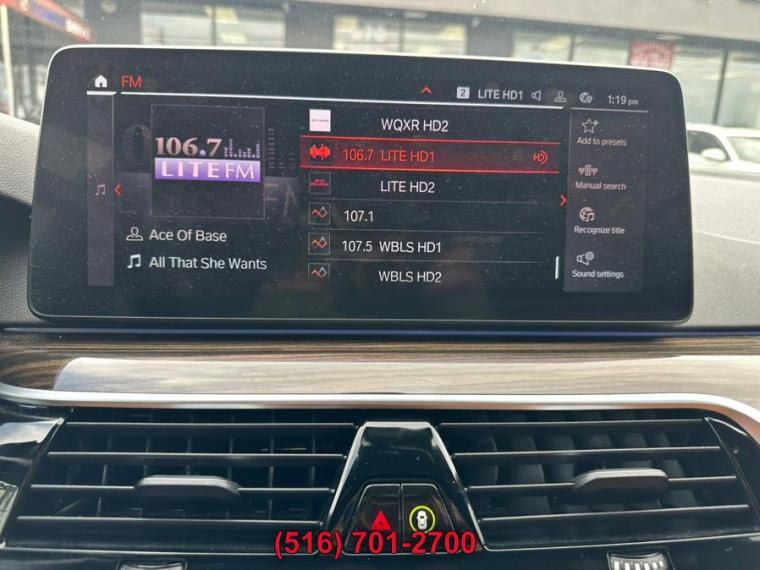 FM
2 LITE HD1 1:19 pm
106.7
LITE FM
Ace Of Base
All That She Wants
WQXR HD2
106.7 LITE HD1 HD
LITE HD2
107.1
107.5 WBLS HD1
WBLS HD2
Add to presets
Manual search
Recognize title
Sound settings
(516) 701-2700